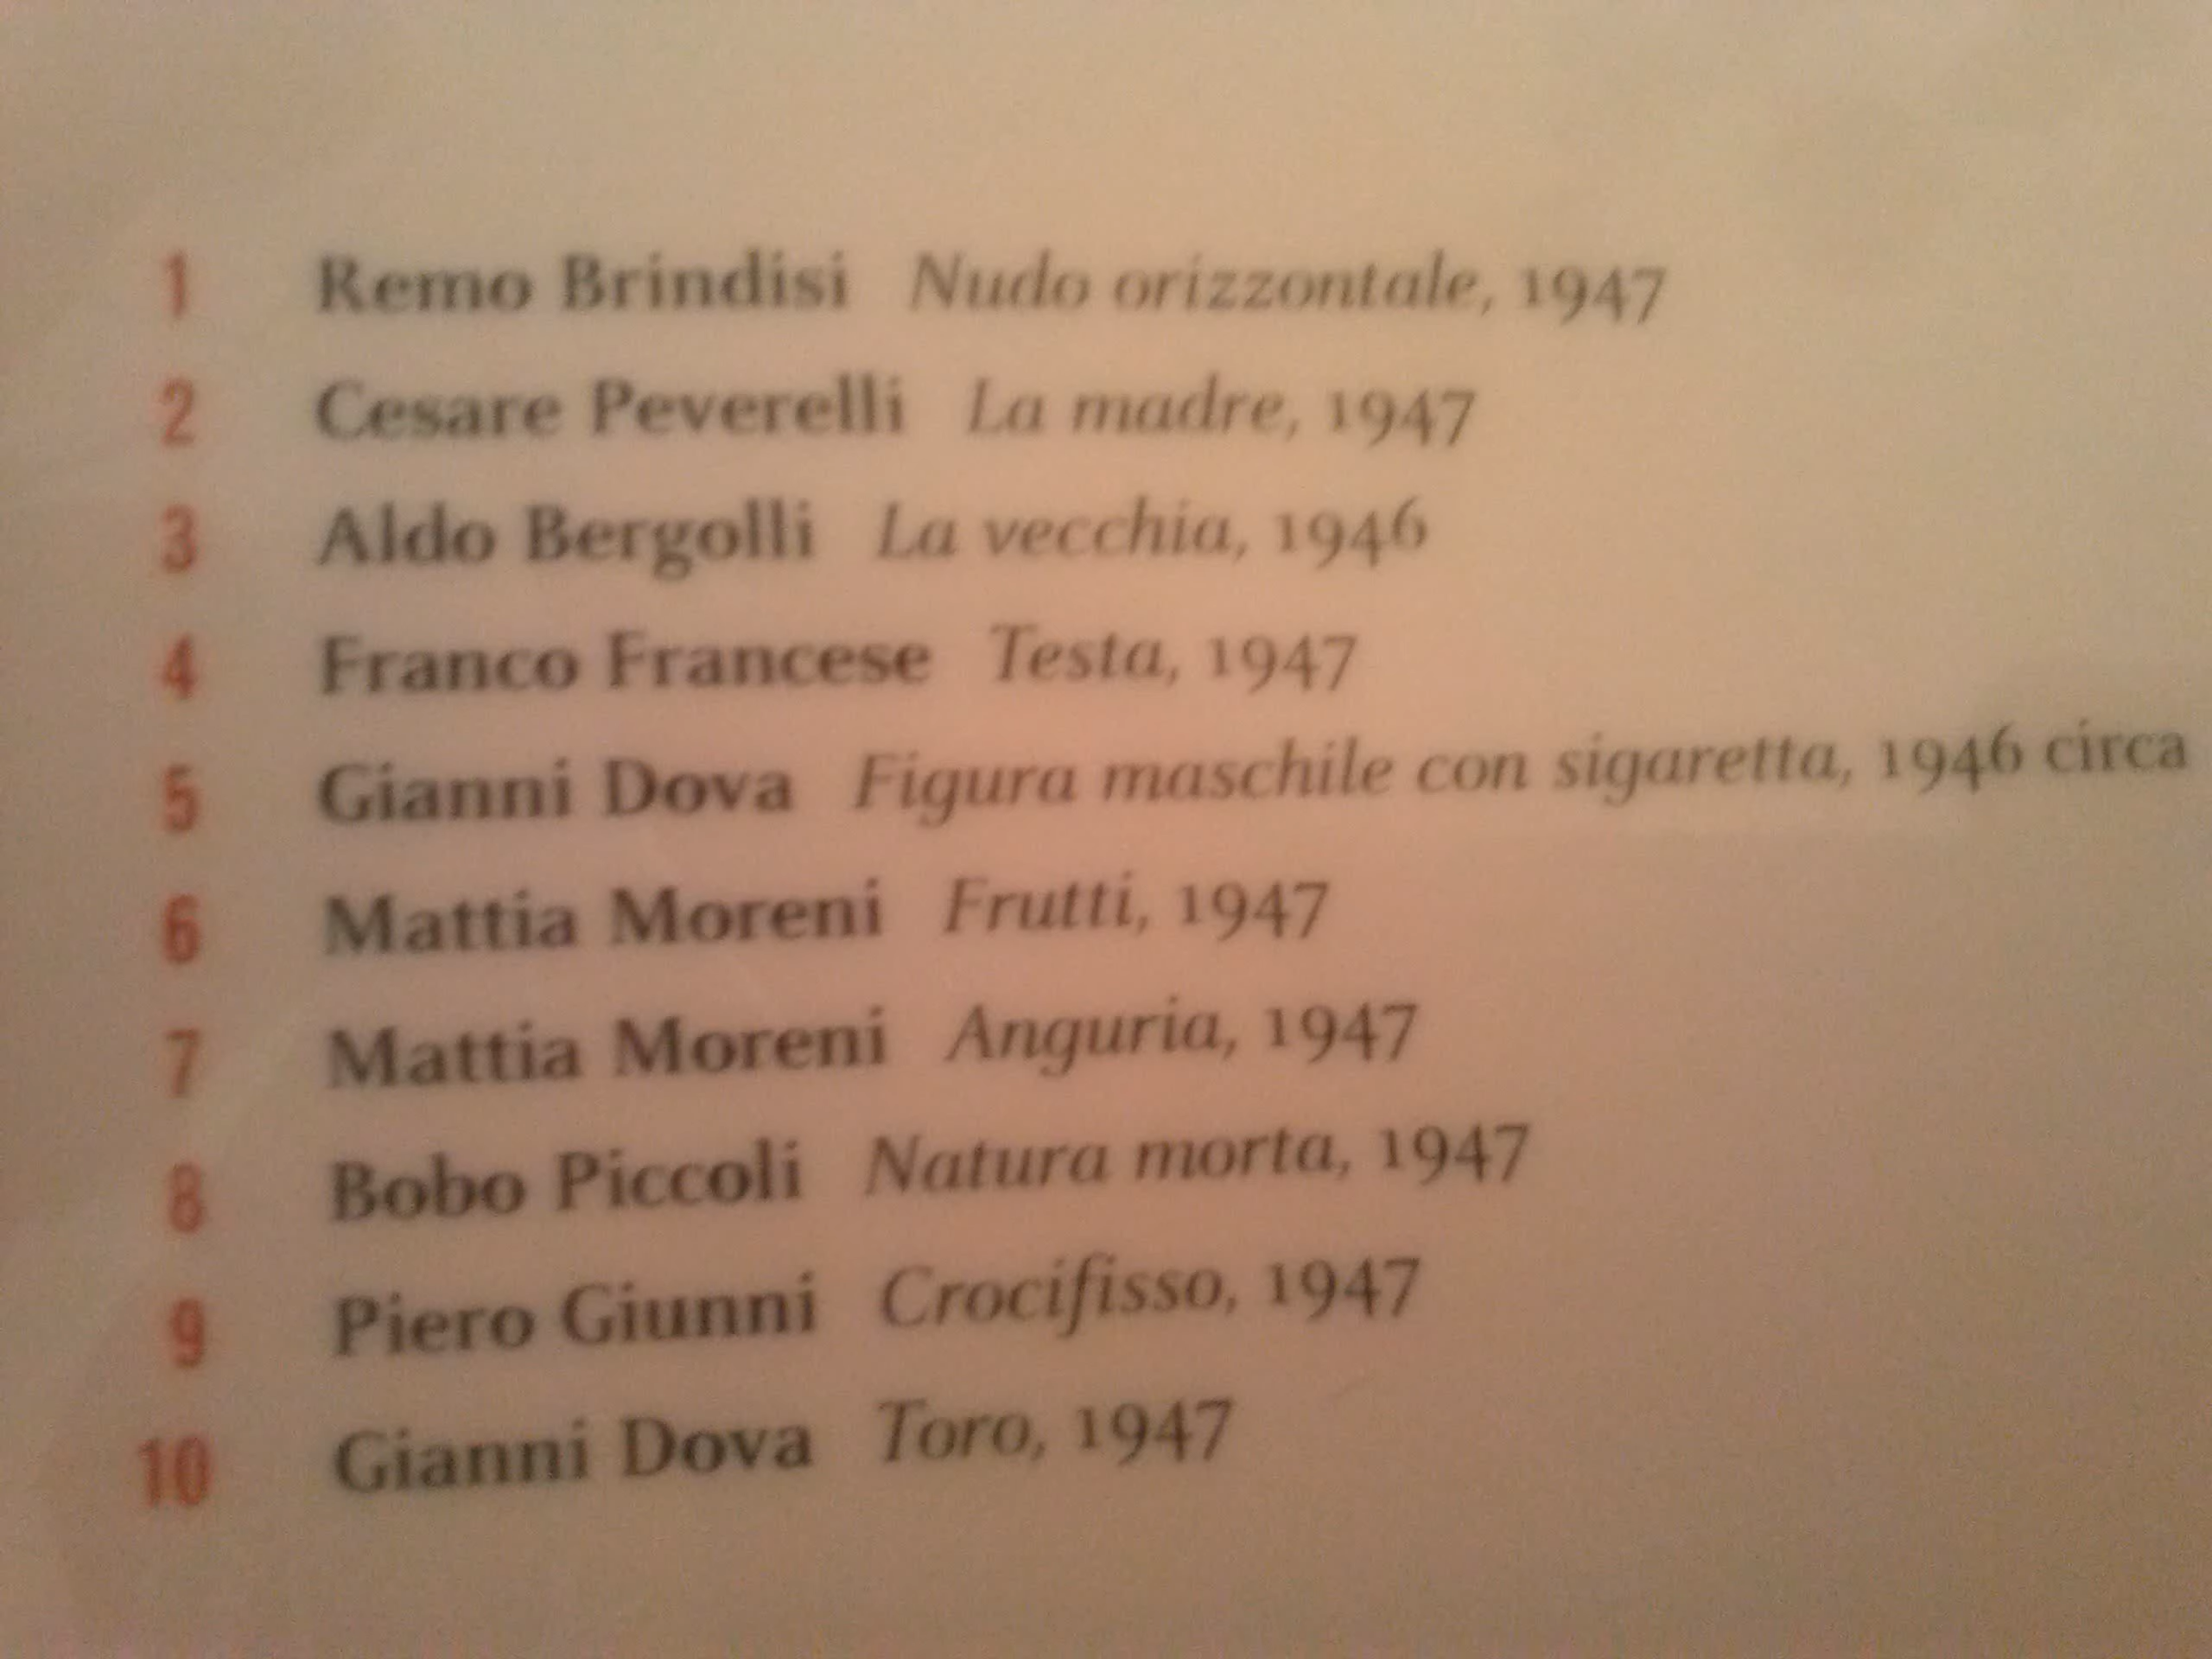 1 Remo Brindisi Nudo orizzontale, 1947
2 Cesare Peverelli La madre, 1947
3 Aldo Bergolli La vecchia, 1946
4 Franco Francese Testa, 1947
5 Gianni Dova Figura maschile con sigaretta, 1946 circa
6 Mattia Moreni Frutti, 1947
7 Mattia Moreni Anguria, 1947
8 Bobo Piccoli Natura morta, 1947
9 Piero Giunni Crocifisso, 1947
10 Gianni Dova Toro, 1947